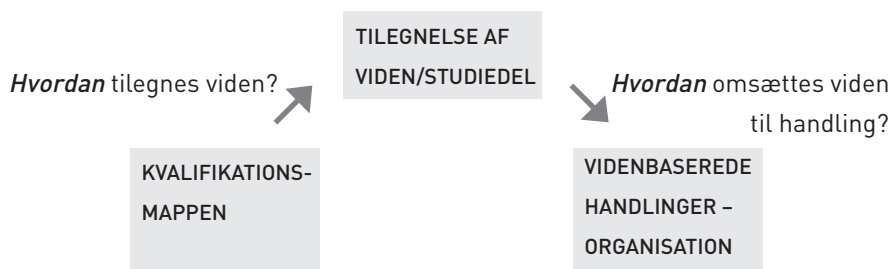 TILEGNELSE AF
VIDEN/STUDIEDEL
Hvordan tilegnes viden?
Hvordan omsættes viden
til handling?
KVALIFIKATIONS-
MAPPEN
VIDENBASEREDE
HANDLINGER –
ORGANISATION